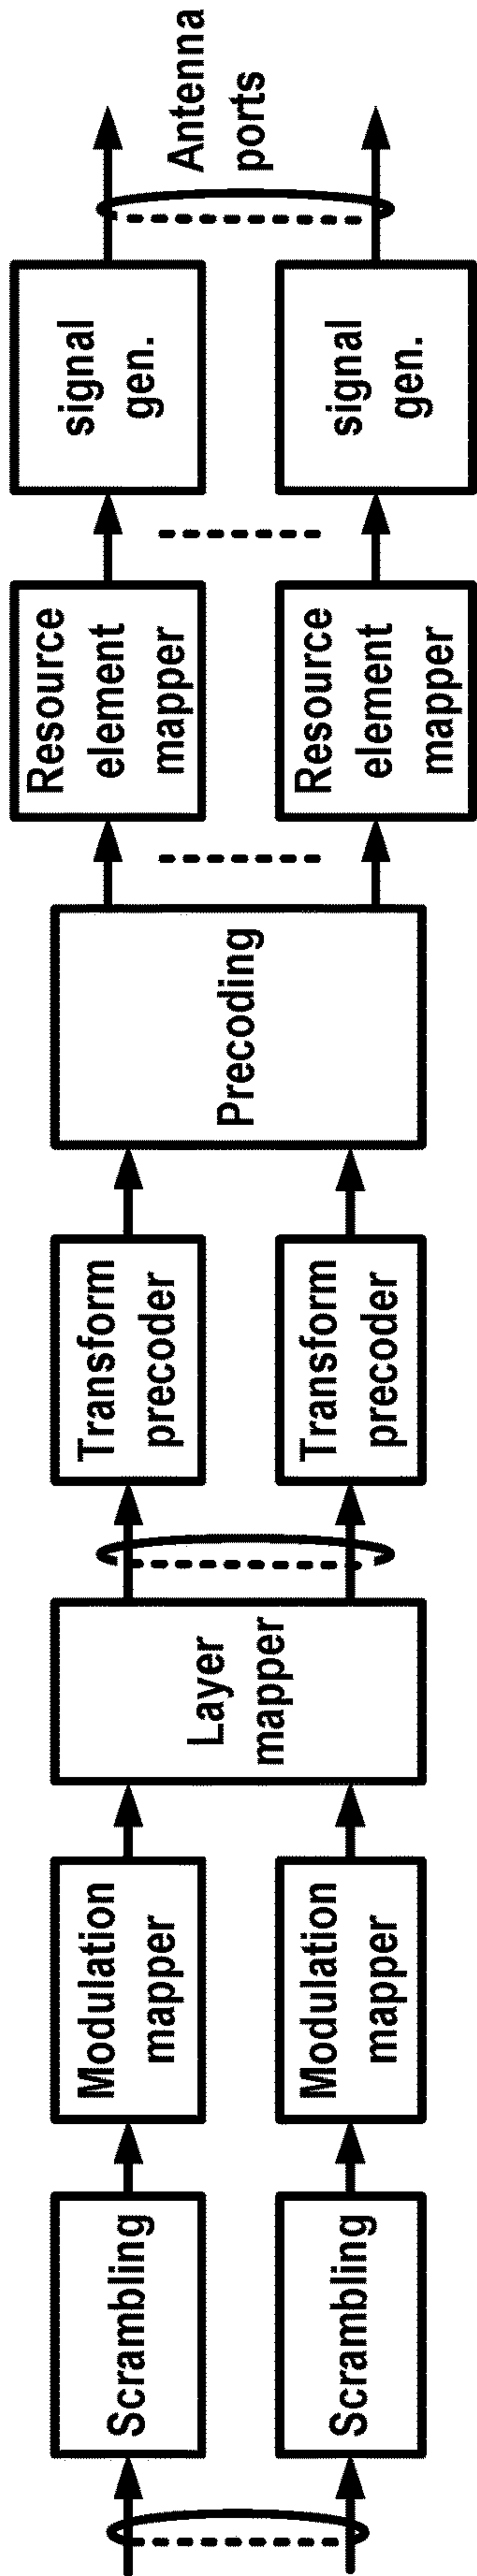 Scrambling
Scrambling
Modulation
mapper
Modulation
mapper
Layer
mapper
Transform
precoder
Transform
precoder
Precoding
Resource
element
mapper
Resource
element
mapper
signal
gen.
signal
gen.
Antenna
ports